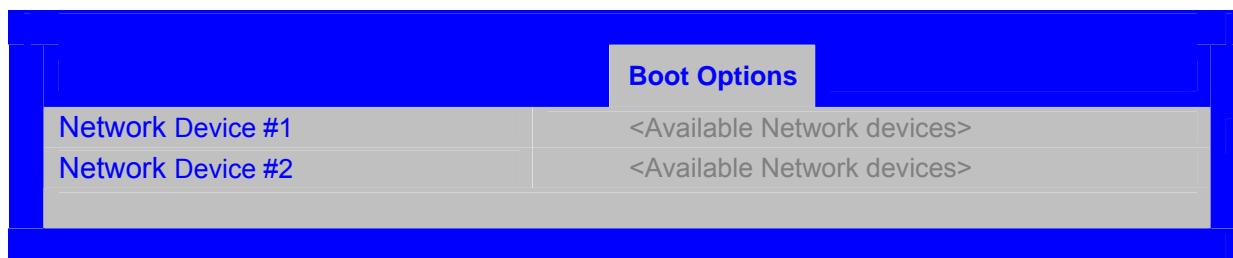 Boot Options
Network Device #1 <Available Network devices>
Network Device #2 <Available Network devices>